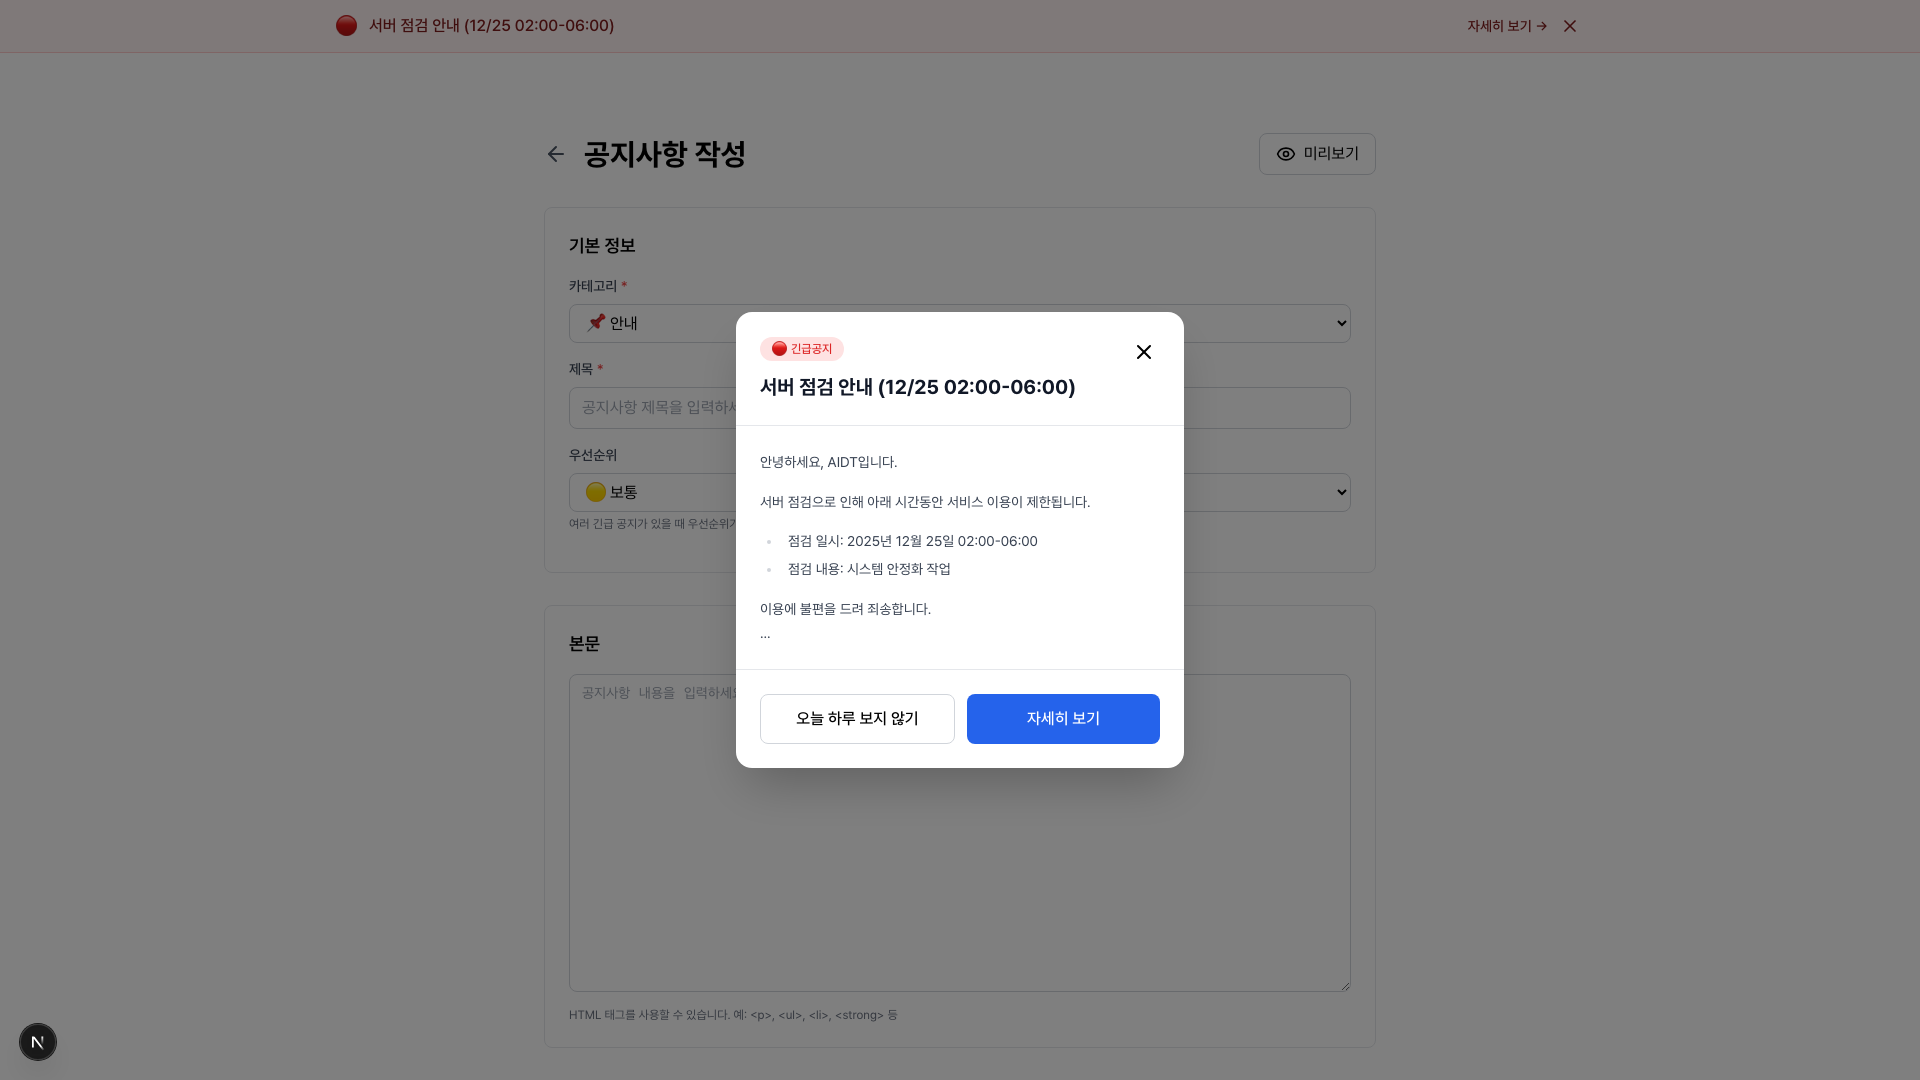 서버 점검 안내 (12/25 02:00-06:00)
자세히 보기 →
공지사항 작성
미리보기
기본 정보
카테고리 *
안내
제목 *
공지사항 제목을 입력하세
우선순위
보통
여러 긴급 공지가 있을 때 우선순위가
본문
공지사항 내용을 입력하세요
HTML 태그를 사용할 수 있습니다. 예: <p>, <ul>, <li>, <strong> 등
긴급공지
서버 점검 안내 (12/25 02:00-06:00)
안녕하세요, AIDT입니다.
서버 점검으로 인해 아래 시간동안 서비스 이용이 제한됩니다.
점검 일시: 2025년 12월 25일 02:00-06:00
점검 내용: 시스템 안정화 작업
이용에 불편을 드려 죄송합니다.
...
오늘 하루 보지 않기
자세히 보기
N